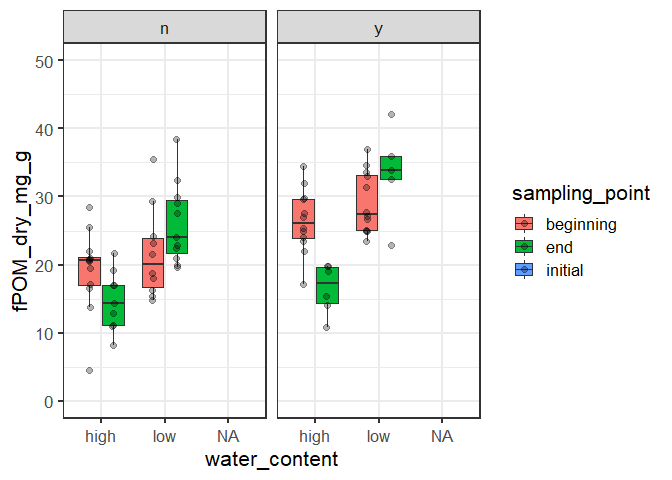 n
y
50
40
30
20
10
0
fPOM_dry_mg_g
high
low
NA
high
low
NA
water_content
sampling_point
beginning
end
initial